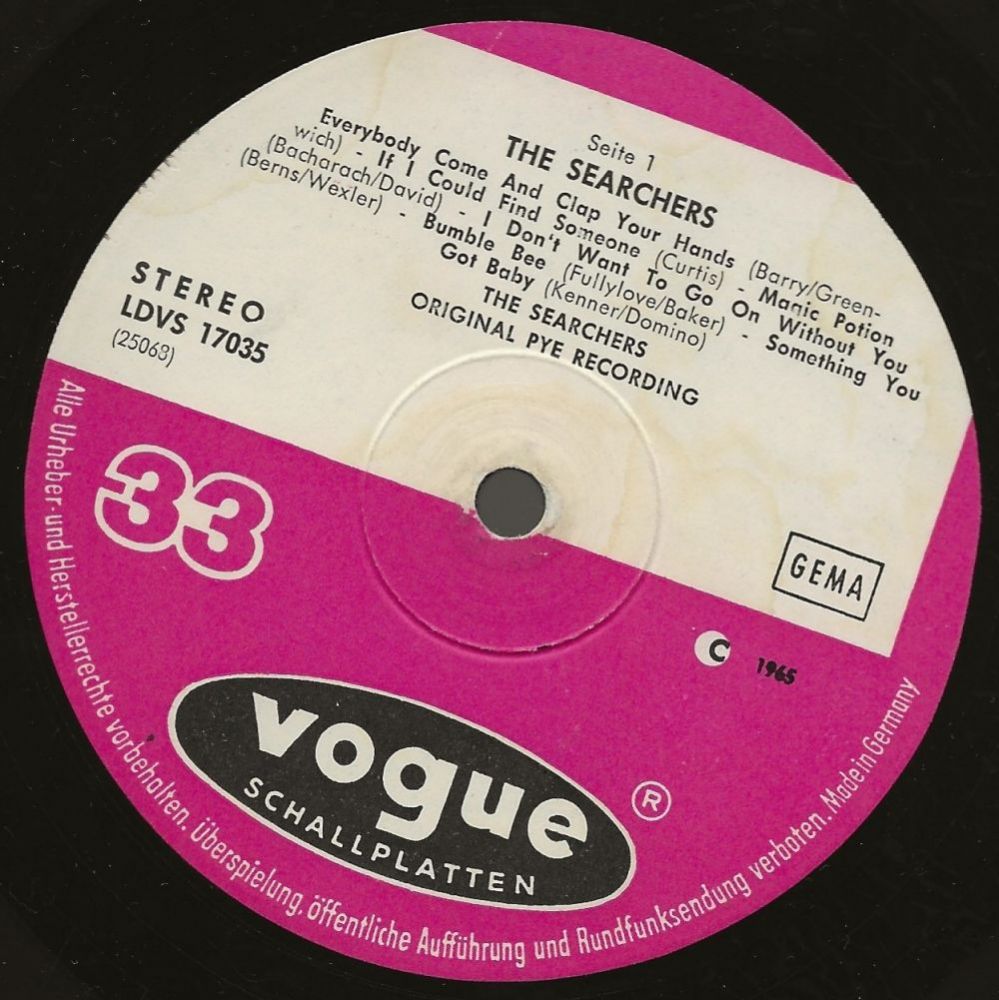 Seite 1
THE SEARCHERS
Everybody Come And Clap Your Hands (Barry/Green-
wich) - If I Could Find Someone (Curtis) - Magic Potion
(Bacharach/David) - I Don't Want To Go On Without You
(Berns/Wexler) - Bumble Bee (Fullylove/Baker) - Something You
Got Baby (Kenner/Domino)
THE SEARCHERS
ORIGINAL PYE RECORDING
STEREO
LDVS 17035
(25063)
33
GEMA
C 1965
vogue
SCHALLPLATTEN
®
Alle Urheber- und Herstellerrechte vorbehalten. Überspielung, öffentliche Aufführung und Rundfunksendung verboten. Made in Germany